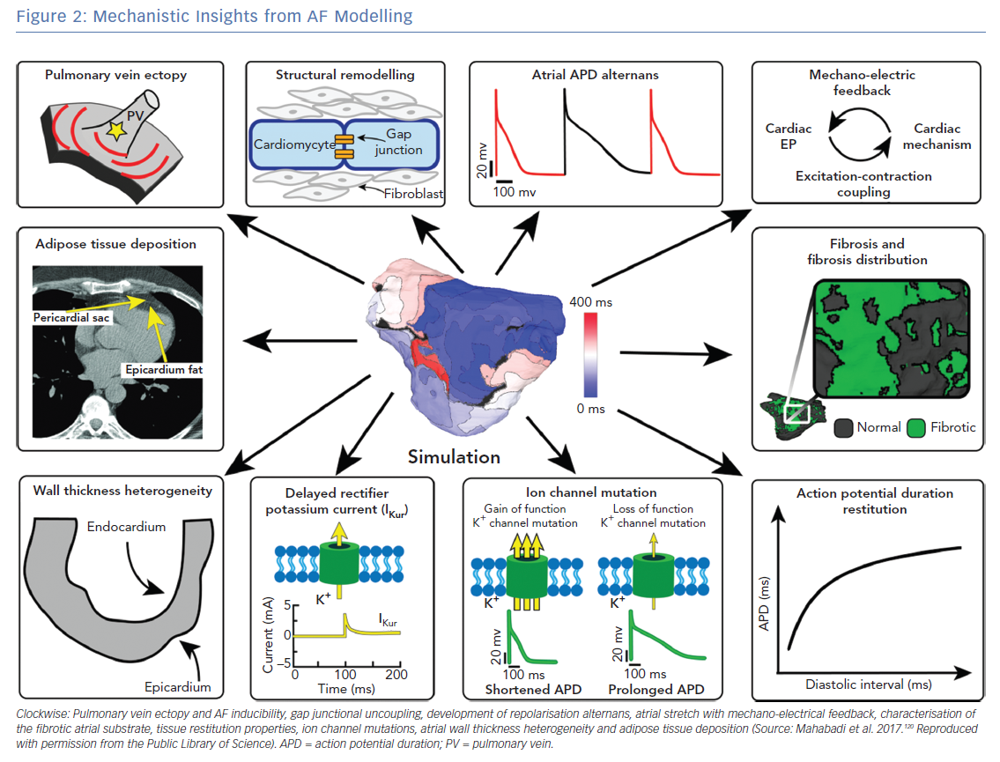 Figure 2: Mechanistic Insights from AF Modelling
Pulmonary vein ectopy
PV
Structural remodelling
Cardiomycyte
Gap
junction
Fibroblast
Atrial APD alternans
20 mv
100 mv
Mechano-electric
feedback
Cardiac
EP
Cardiac
mechanism
Excitation-contraction
coupling
Adipose tissue deposition
Pericardial sac
Epicardium fat
400 ms
0 ms
Simulation
Fibrosis and
fibrosis distribution
Normal
Fibrotic
Wall thickness heterogeneity
Endocardium
Epicardium
Delayed rectifier
potassium current (IKur)
K+
Current (mA)
5
0
–5
IKur
0 100 200
Time (ms)
Ion channel mutation
Gain of function
K+ channel mutation
K+
20 mv
100 ms
Shortened APD
Loss of function
K+ channel mutation
K+
20 mv
100 ms
Prolonged APD
Action potential duration
restitution
APD (ms)
Diastolic interval (ms)
Clockwise: Pulmonary vein ectopy and AF inducibility, gap junctional uncoupling, development of repolarisation alternans, atrial stretch with mechano-electrical feedback, characterisation of
the fibrotic atrial substrate, tissue restitution properties, ion channel mutations, atrial wall thickness heterogeneity and adipose tissue deposition (Source: Mahabadi et al. 2017.120 Reproduced
with permission from the Public Library of Science). APD = action potential duration; PV = pulmonary vein.